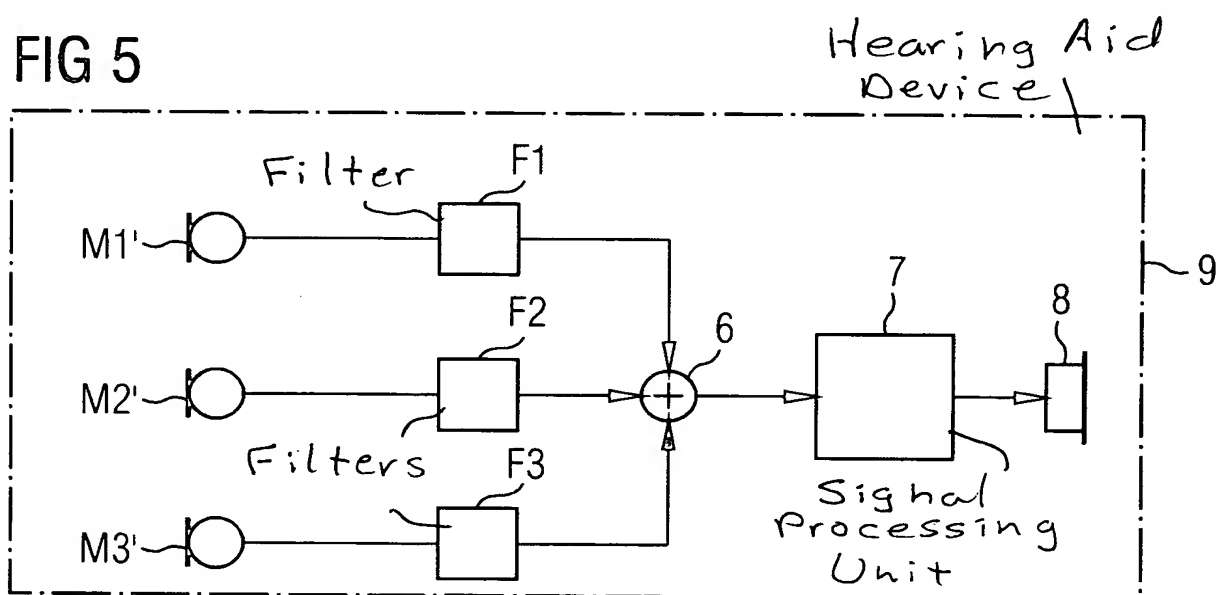 FIG 5
Hearing Aid
Device
Filter
F1
M1'
9
7
8
F2
6
M2'
Filters
F3
Signal
Processing
Unit
M3'